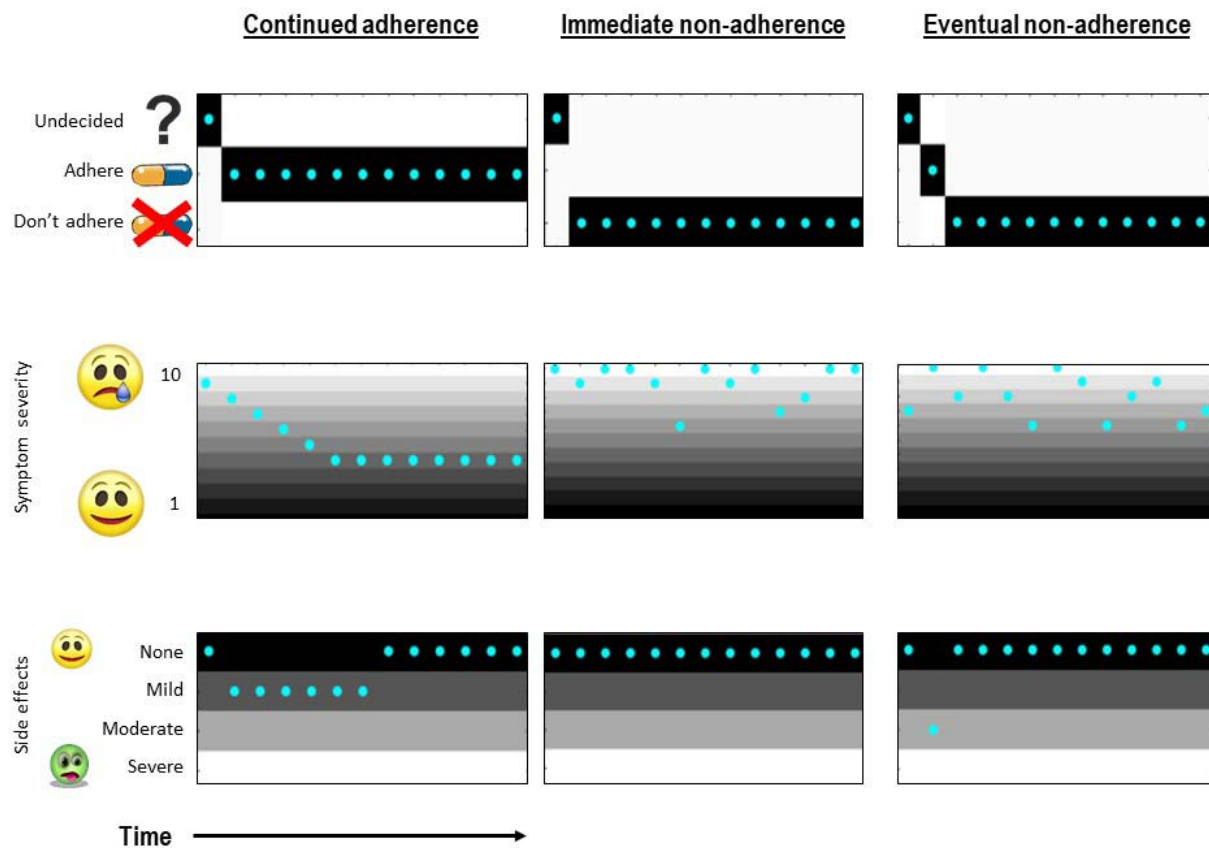 Continued adherence
Immediate non-adherence
Eventual non-adherence
Undecided
?
Adhere
Don't adhere
Symptom severity
10
1
Side effects
None
Mild
Moderate
Severe
Time